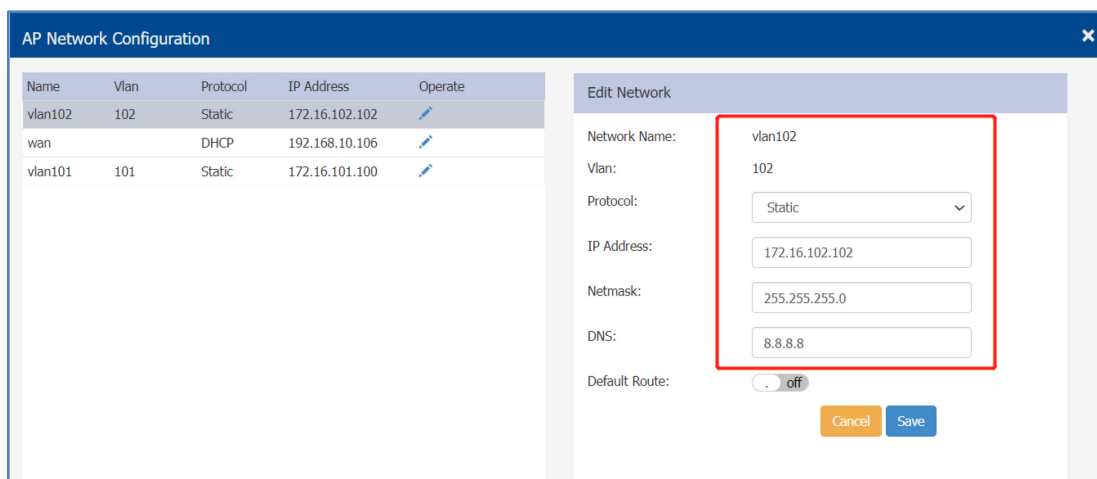 AP Network Configuration
Name Vlan Protocol IP Address Operate
vlan102 102 Static 172.16.102.102
wan DHCP 192.168.10.106
vlan101 101 Static 172.16.101.100
Edit Network
Network Name: vlan102
Vlan: 102
Protocol: Static
IP Address: 172.16.102.102
Netmask: 255.255.255.0
DNS: 8.8.8.8
Default Route: . off
Cancel Save